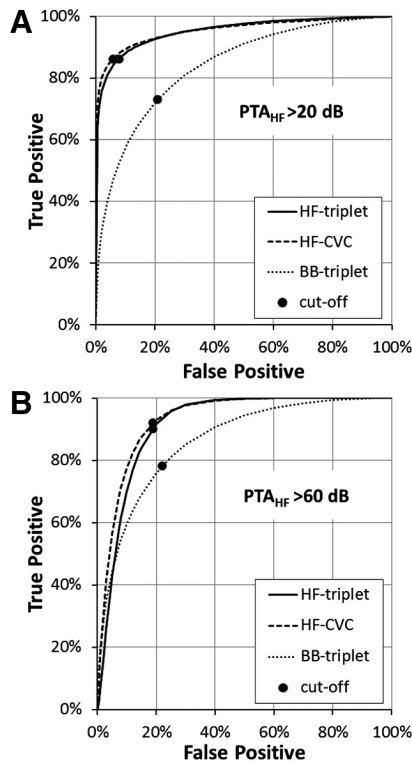 A
100%
80%
60%
40%
20%
0%
True Positive
PTAHF >20 dB
HF-triplet
HF-CVC
BB-triplet
cut-off
0% 20% 40% 60% 80% 100%
False Positive
B
100%
80%
60%
40%
20%
0%
True Positive
PTAHF >60 dB
HF-triplet
HF-CVC
BB-triplet
cut-off
0% 20% 40% 60% 80% 100%
False Positive